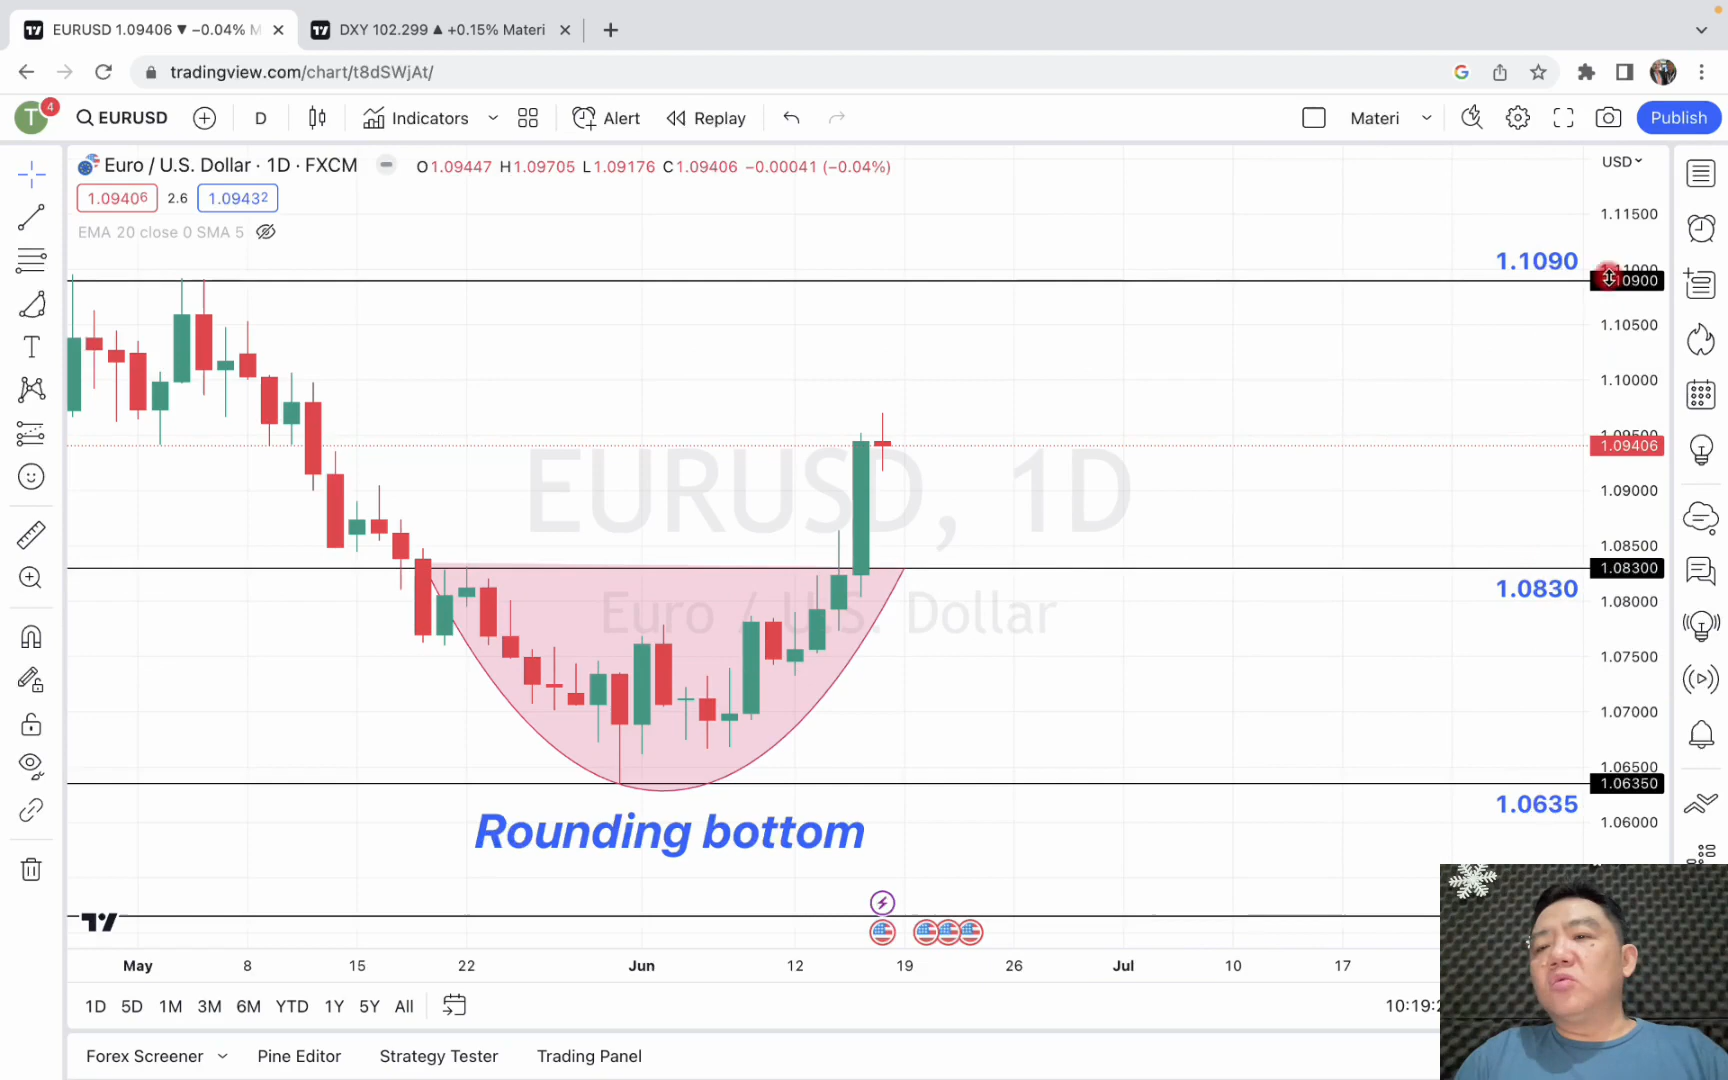 EURUSD 1.09406 ▼ −0.04% M
DXY 102.299 ▲ +0.15% Materi
tradingview.com/chart/t8dSWjAt/
T 4 EURUSD D Indicators Alert Replay Materi Publish
Euro / U.S. Dollar · 1D · FXCM O1.09447 H1.09705 L1.09176 C1.09406 −0.00041 (−0.04%)
USD
1.09406 2.6 1.09432
EMA 20 close 0 SMA 5
1.11500
1.1090
1.11000
0900
1.10500
1.10000
1.09406
EURUSD, 1D
1.09000
1.08500
1.08300
1.0830
Euro / U.S. Dollar
1.08000
1.07500
1.07000
1.06500
1.06350
1.0635
1.06000
Rounding bottom
May 8 15 22 Jun 12 19 26 Jul 10 17
1D 5D 1M 3M 6M YTD 1Y 5Y All
10:19:2
Forex Screener Pine Editor Strategy Tester Trading Panel